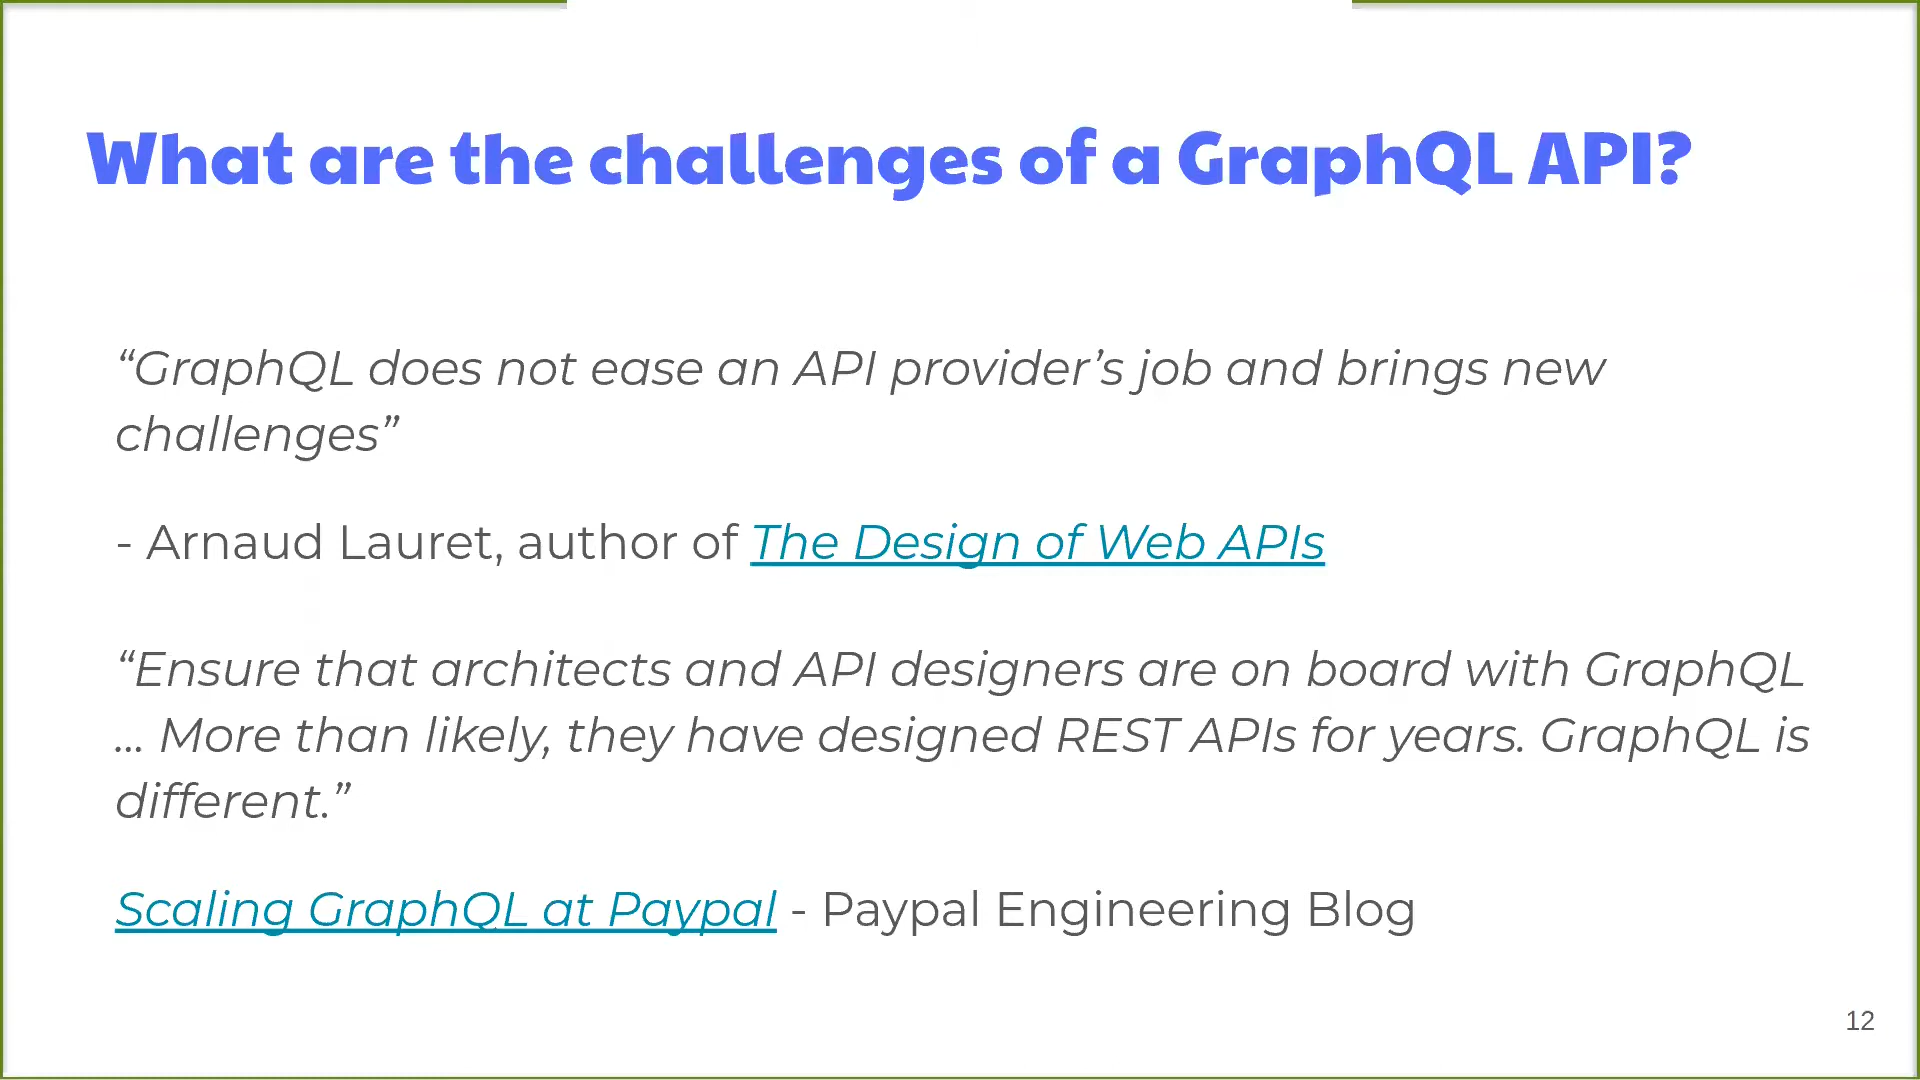 What are the challenges of a GraphQL API?
“GraphQL does not ease an API provider’s job and brings new
challenges”
- Arnaud Lauret, author of The Design of Web APIs
“Ensure that architects and API designers are on board with GraphQL
... More than likely, they have designed REST APIs for years. GraphQL is
different.”
Scaling GraphQL at Paypal - Paypal Engineering Blog
12